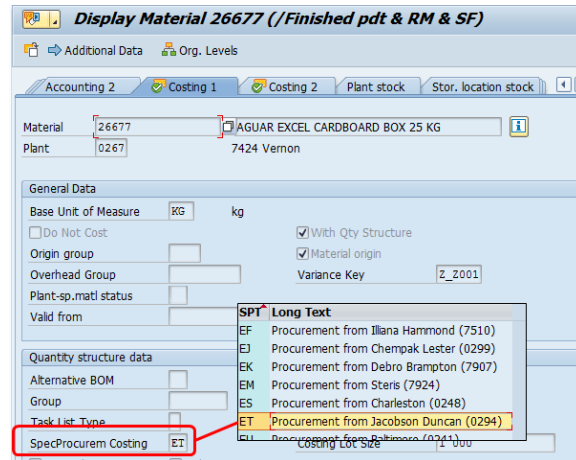 Display Material 26677 (/Finished pdt & RM & SF)
Additional Data Org. Levels
Accounting 2 Costing 1 Costing 2 Plant stock Stor. location stock
Material 26677 AGUAR EXCEL CARDBOARD BOX 25 KG
Plant 0267 7424 Vernon
General Data
Base Unit of Measure KG kg
Do Not Cost With Qty Structure
Origin group Material origin
Overhead Group Variance Key Z_Z001
Plant-sp.matl status
Valid from
SPT Long Text
EF Procurement from Illiana Hammond (7510)
EJ Procurement from Chempak Lester (0299)
EK Procurement from Debro Brampton (7907)
EM Procurement from Steris (7924)
ES Procurement from Charleston (0248)
ET Procurement from Jacobson Duncan (0294)
EU Procurement from Baltimore (0241)
Quantity structure data
Alternative BOM
Group
Task List Type
SpecProcurem Costing ET Costing Lot Size 1 000